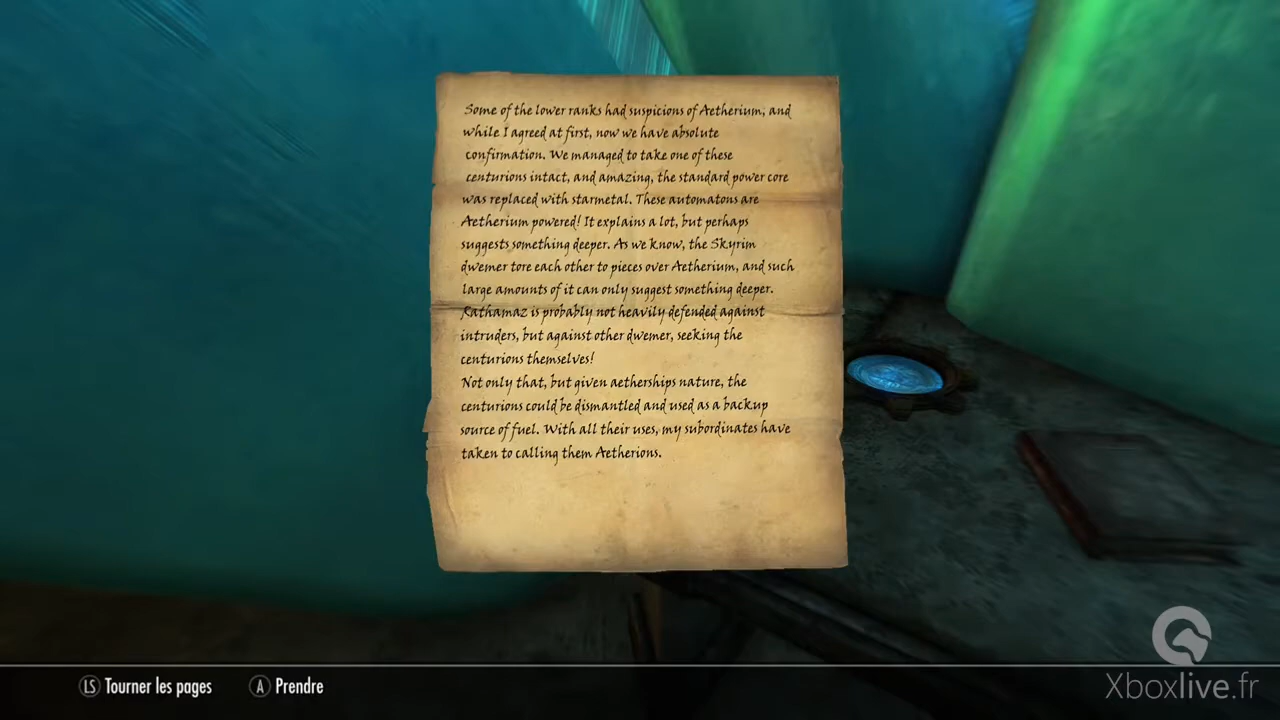 Some of the lower ranks had suspicions of Aetherium, and
while I agreed at first, now we have absolute
confirmation. We managed to take one of these
centurions intact, and amazing, the standard power core
was replaced with starmetal. These automatons are
Aetherium powered! It explains a lot, but perhaps
suggests something deeper. As we know, the Skyrim
dwemer tore each other to pieces over Aetherium, and such
large amounts of it can only suggest something deeper.
Rathamaz is probably not heavily defended against
intruders, but against other dwemer, seeking the
centurions themselves!
Not only that, but given aetherships nature, the
centurions could be dismantled and used as a backup
source of fuel. With all their uses, my subordinates have
taken to calling them Aetherions.
LS Tourner les pages
A Prendre
Xboxlive.fr